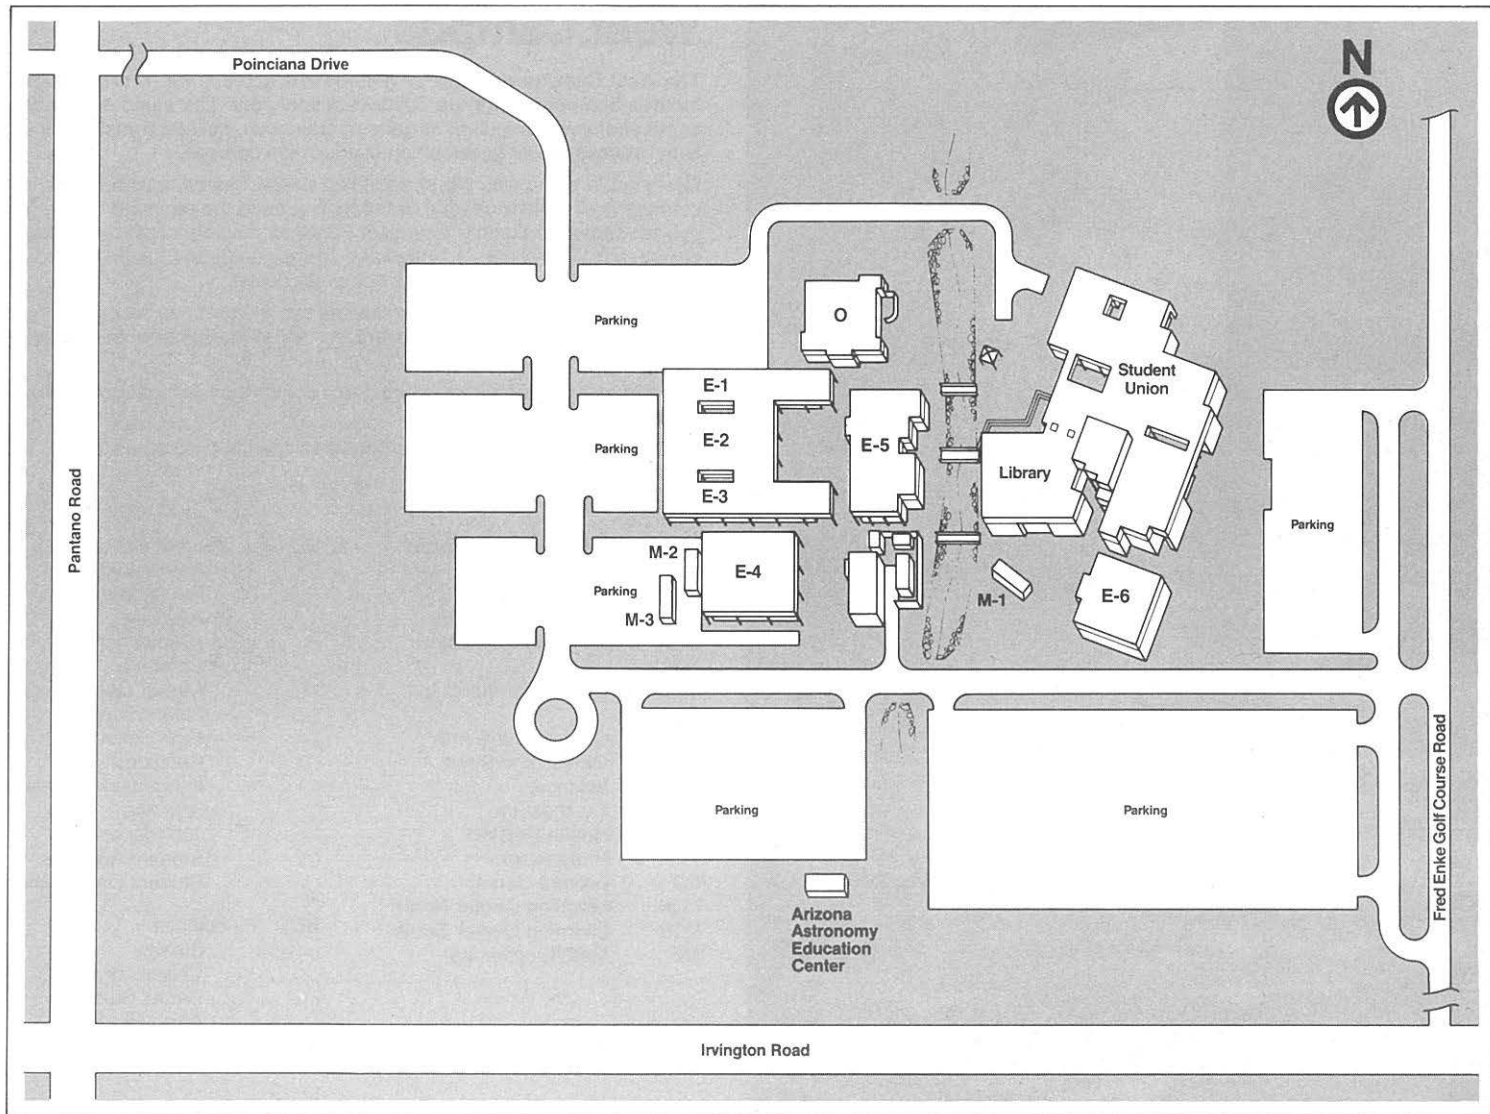 N
Poinciana Drive
Parking
O
Student
Union
E-1
E-2
E-3
E-5
Library
Parking
Parking
Pantano Road
M-2
E-4
Parking
M-3
M-1
E-6
Parking
Parking
Fred Enke Golf Course Road
Arizona
Astronomy
Education
Center
Irvington Road